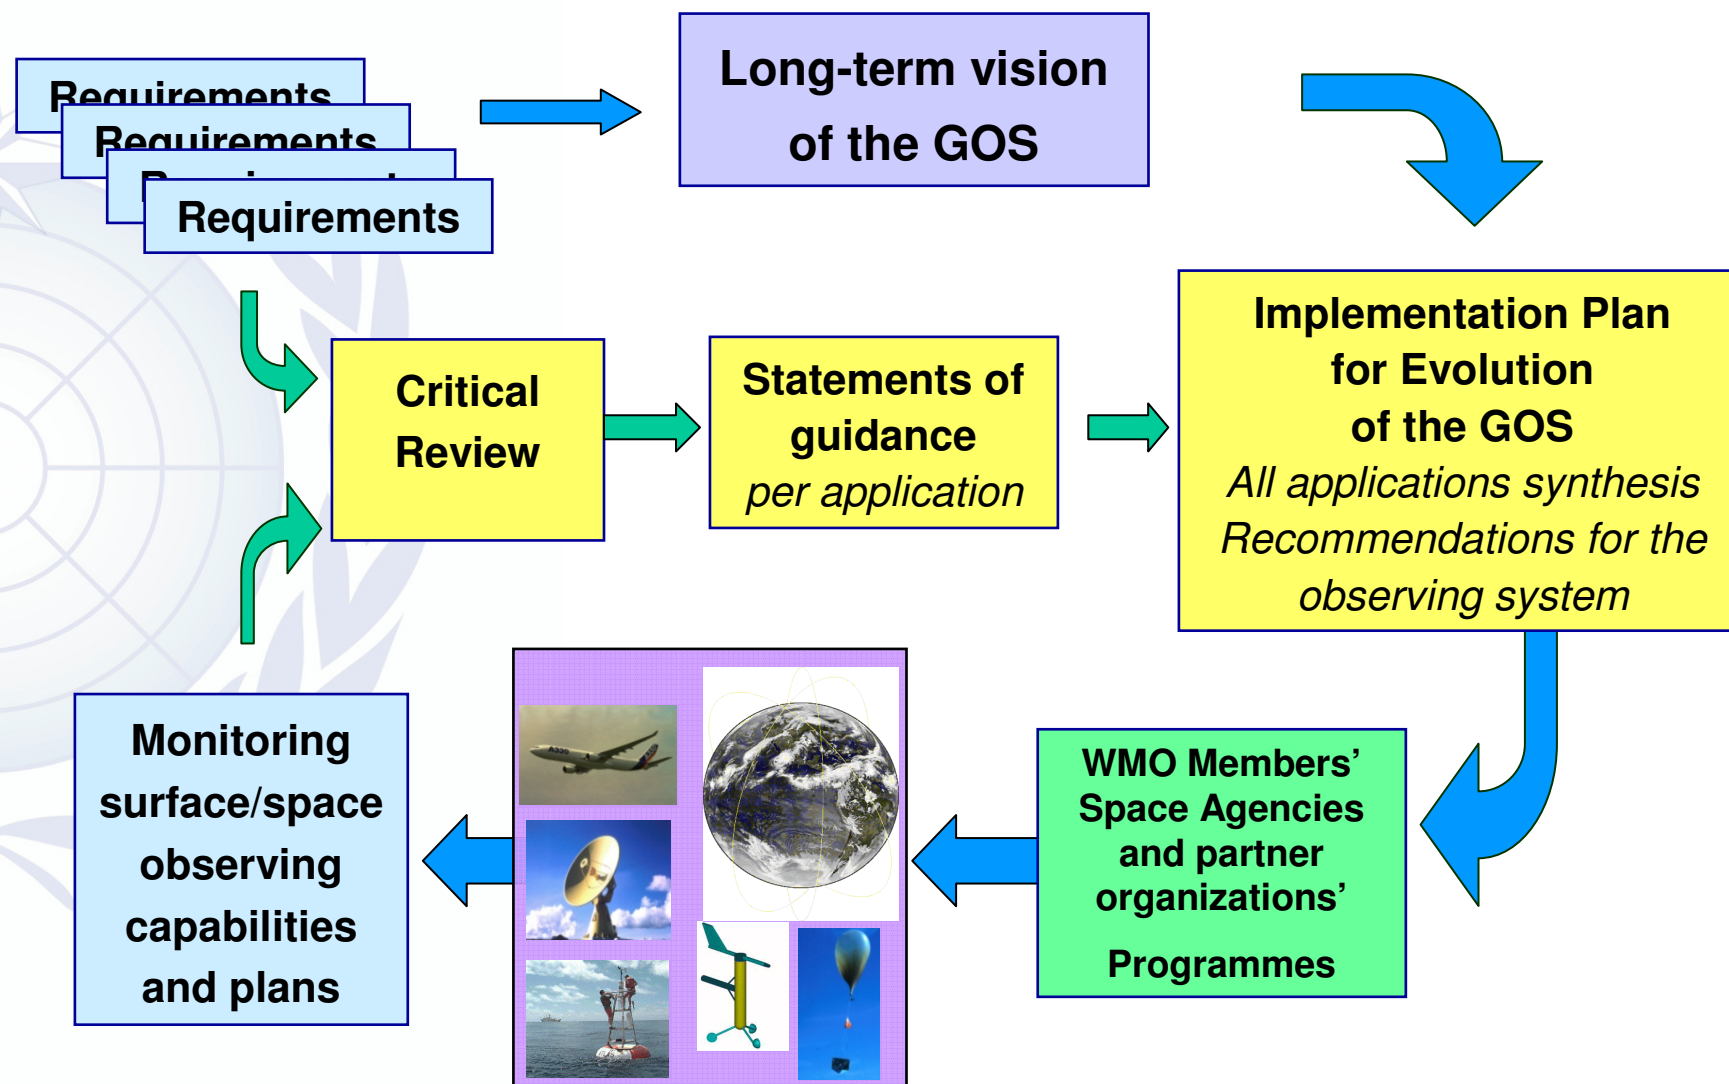 Requirements
Requirements
Requirements
Requirements
Long-term vision
of the GOS
Critical
Review
Statements of
guidance
per application
Implementation Plan
for Evolution
of the GOS
All applications synthesis
Recommendations for the
observing system
Monitoring
surface/space
observing
capabilities
and plans
A330
WMO Members’
Space Agencies
and partner
organizations’
Programmes